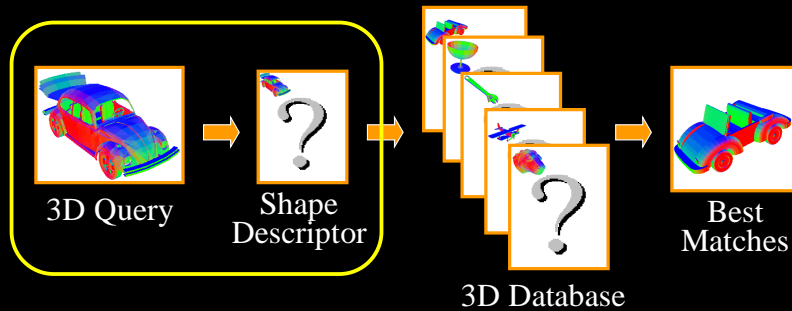 3D Query
Shape
Descriptor
3D Database
Best
Matches